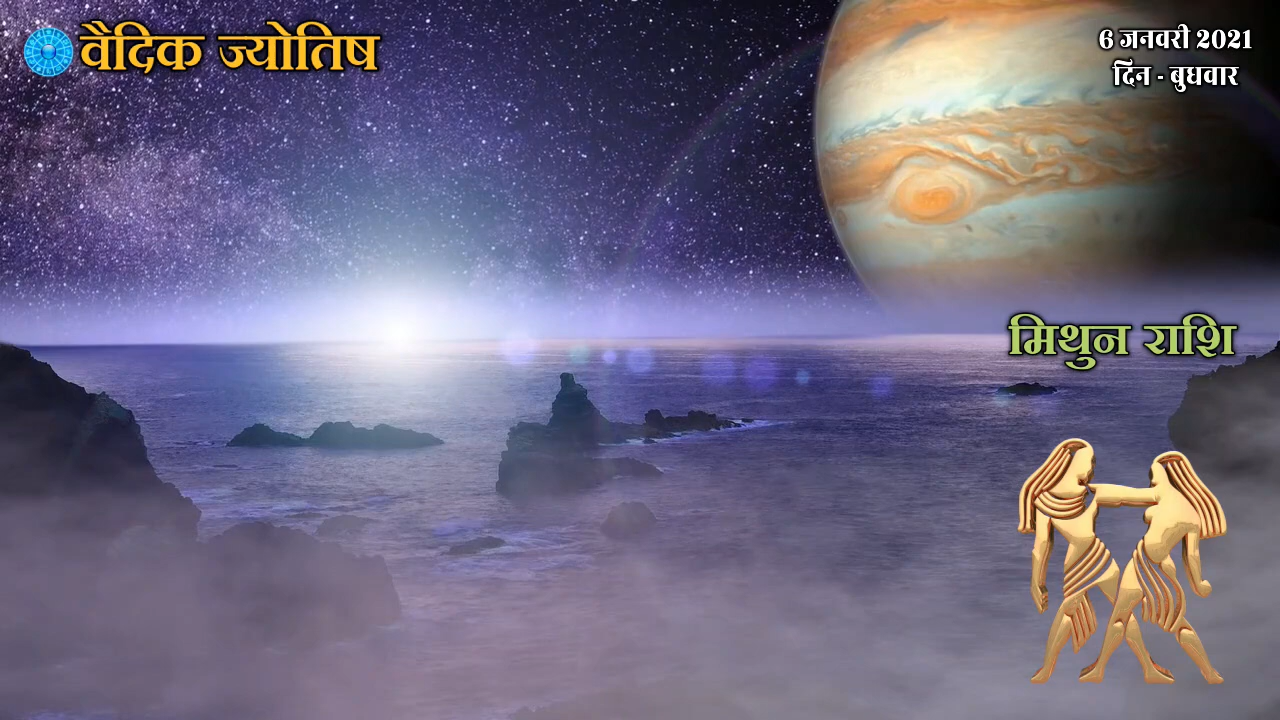 वैदिक ज्योतिष
6 जनवरी 2021
दिन - बुधवार
मिथुन राशि